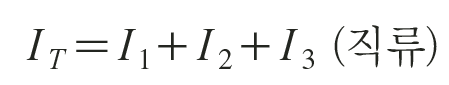 I_T = I_1 + I_2 + I_3 (직류)